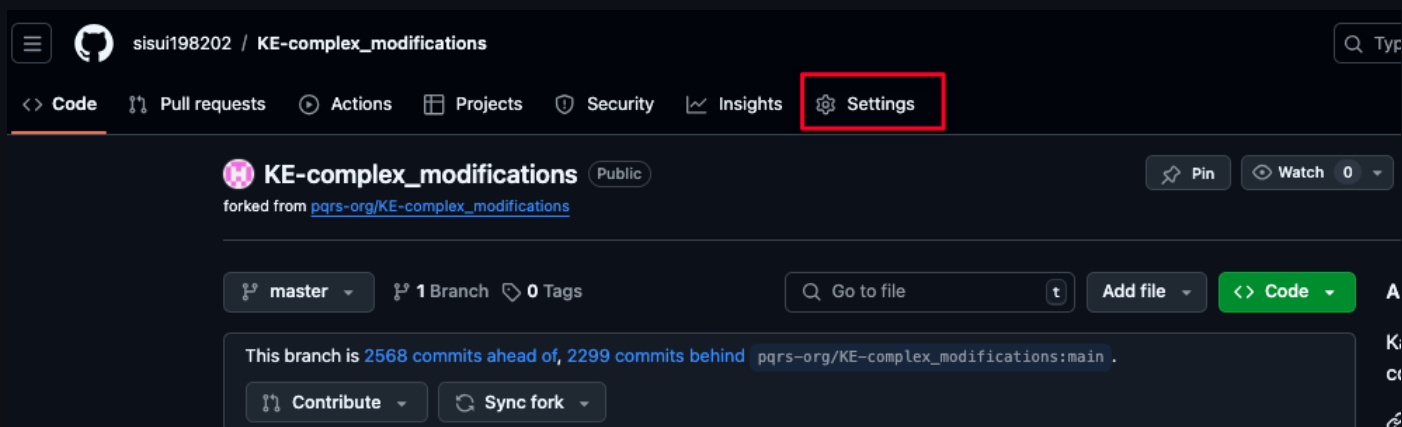 sisui198202 / KE-complex_modifications
Code Pull requests Actions Projects Security Insights Settings
KE-complex_modifications Public Pin Watch 0
forked from pqrs-org/KE-complex_modifications
master 1 Branch 0 Tags Go to file t Add file Code
This branch is 2568 commits ahead of, 2299 commits behind pqrs-org/KE-complex_modifications:main .
Contribute Sync fork